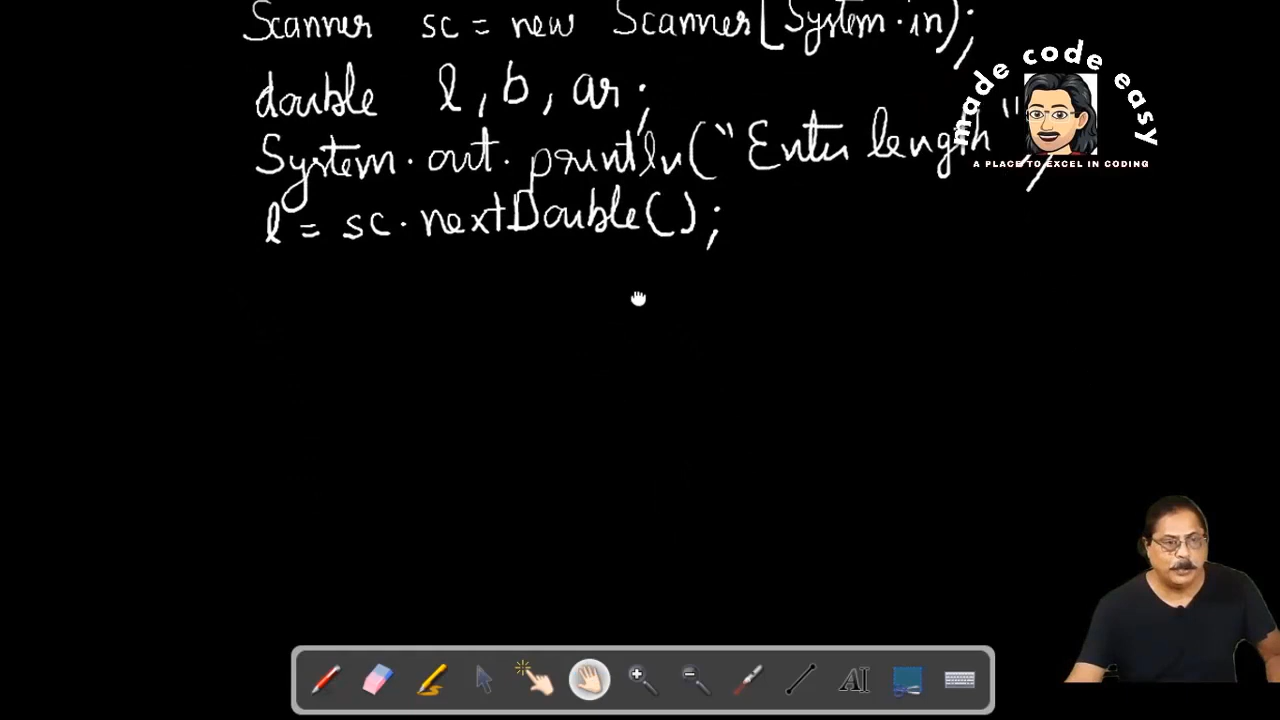 Scanner sc = new Scanner(System.in);
double l, b, ar;
System.out.println("Enter length"
l = sc.nextDouble();
made code easy
A PLACE TO EXCEL IN CODING
AI